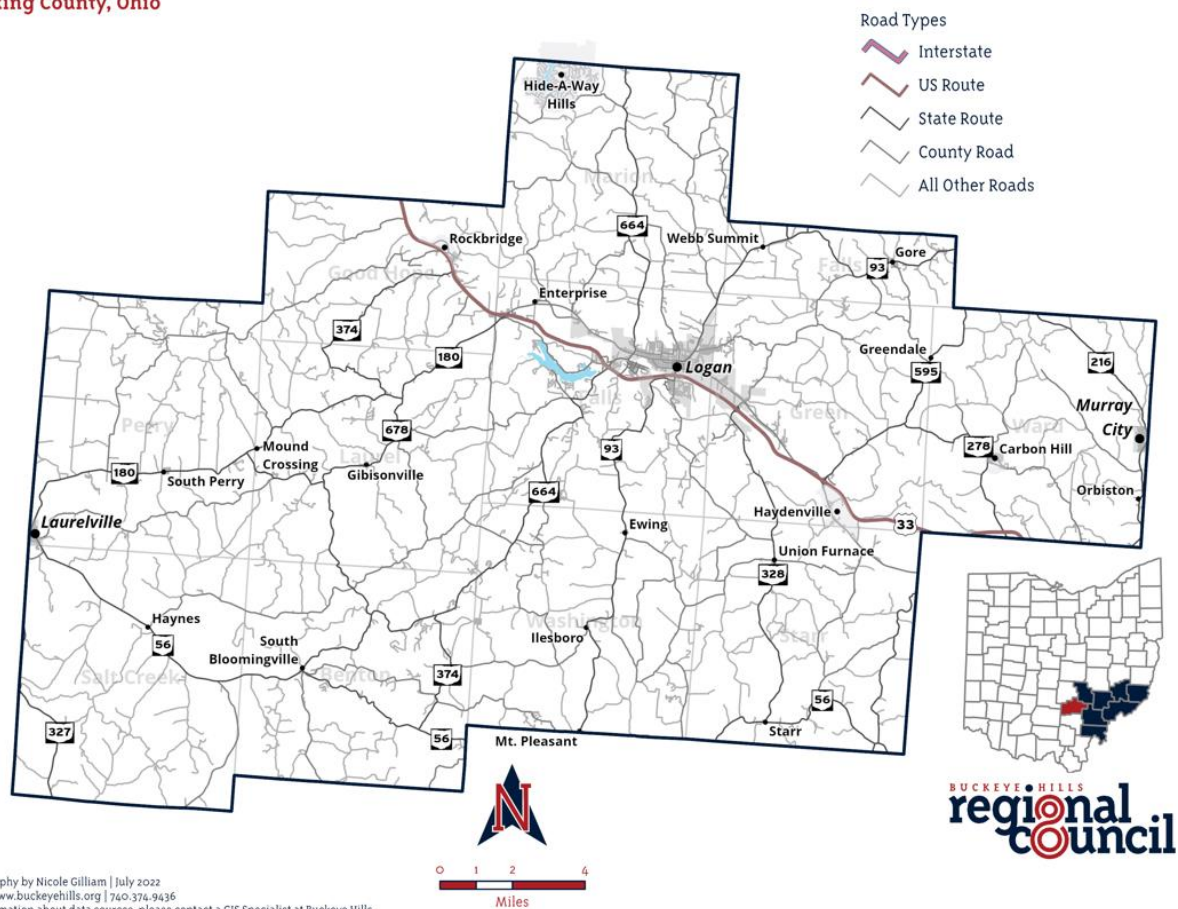 ing County, Ohio
Road Types
Interstate
US Route
State Route
County Road
All Other Roads
Hide-A-Way
Hills
Marion
664
Webb Summit
Rockbridge
Good Hope
Falls
93
Gore
Enterprise
374
180
Greendale
595
216
Logan
Falls
Green
Murray
City
Perry
678
93
278
Ward
Carbon Hill
Mound
Crossing
Laurel
Gibisonville
180
South Perry
664
Orbiston
Laurelville
Ewing
Haydenville
33
Union Furnace
328
Haynes
56
South
Bloomingville
Washington
Ilesboro
Starr
Salt Creek
Benton
374
56
327
56
Mt. Pleasant
Starr
N
BUCKEYE HILLS
regional
council
0 1 2 4
Miles
phy by Nicole Gilliam | July 2022
ww.buckeyehills.org | 740.374.9436